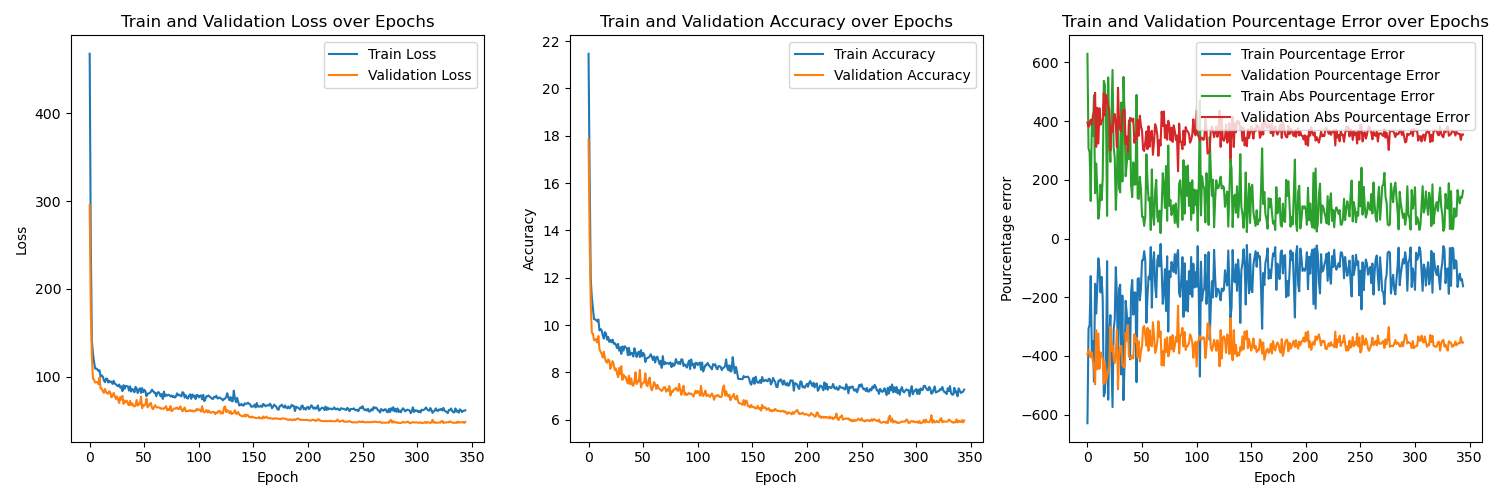 Train and Validation Loss over Epochs
Train Loss
Validation Loss
400
300
200
100
Loss
0 50 100 150 200 250 300 350
Epoch
Train and Validation Accuracy over Epochs
Train Accuracy
Validation Accuracy
22
20
18
16
14
12
10
8
6
Accuracy
0 50 100 150 200 250 300 350
Epoch
Train and Validation Pourcentage Error over Epochs
Train Pourcentage Error
Validation Pourcentage Error
Train Abs Pourcentage Error
Validation Abs Pourcentage Error
600
400
200
0
−200
−400
−600
Pourcentage error
0 50 100 150 200 250 300 350
Epoch